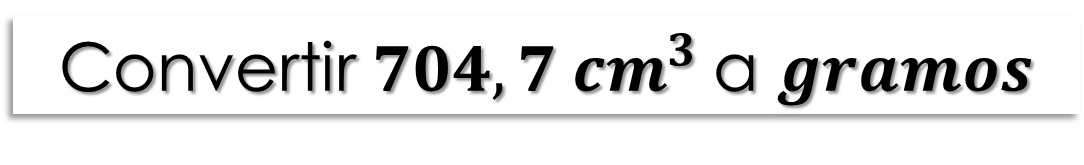 Convertir 704, 7 cm³ a gramos